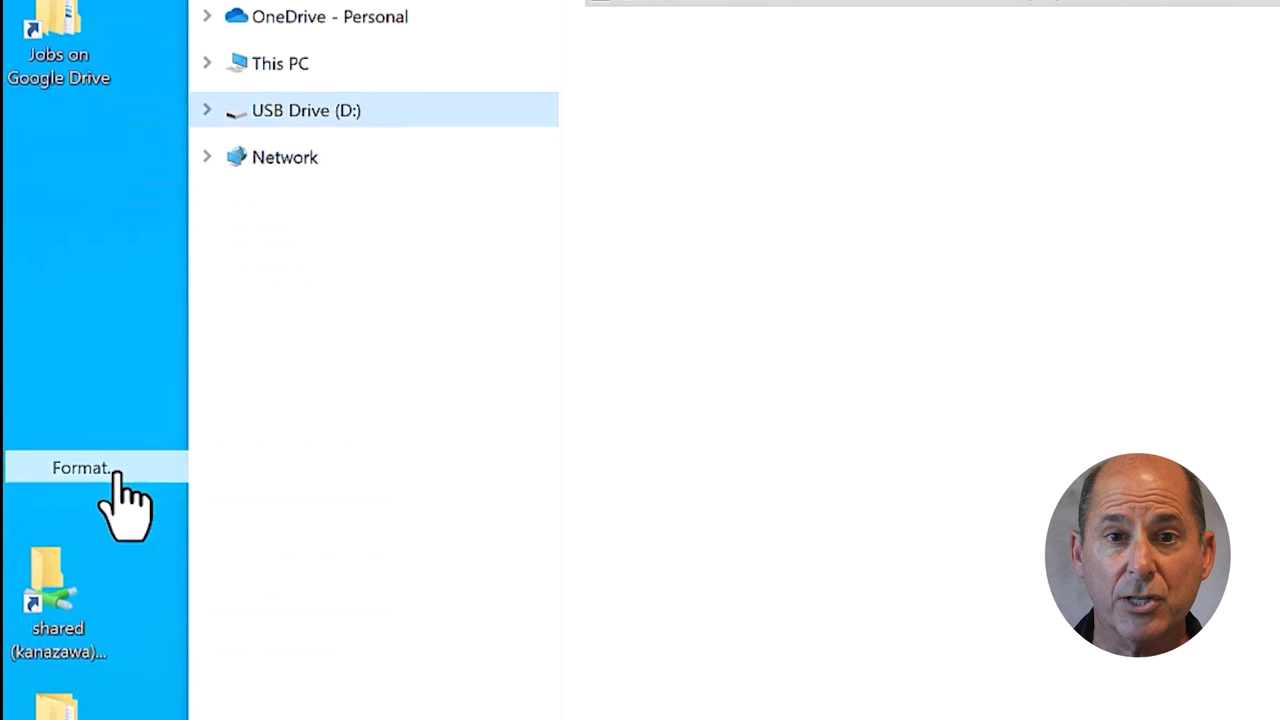 Jobs on
Google Drive
OneDrive - Personal
This PC
USB Drive (D:)
Network
Format...
shared
(kanazawa)...